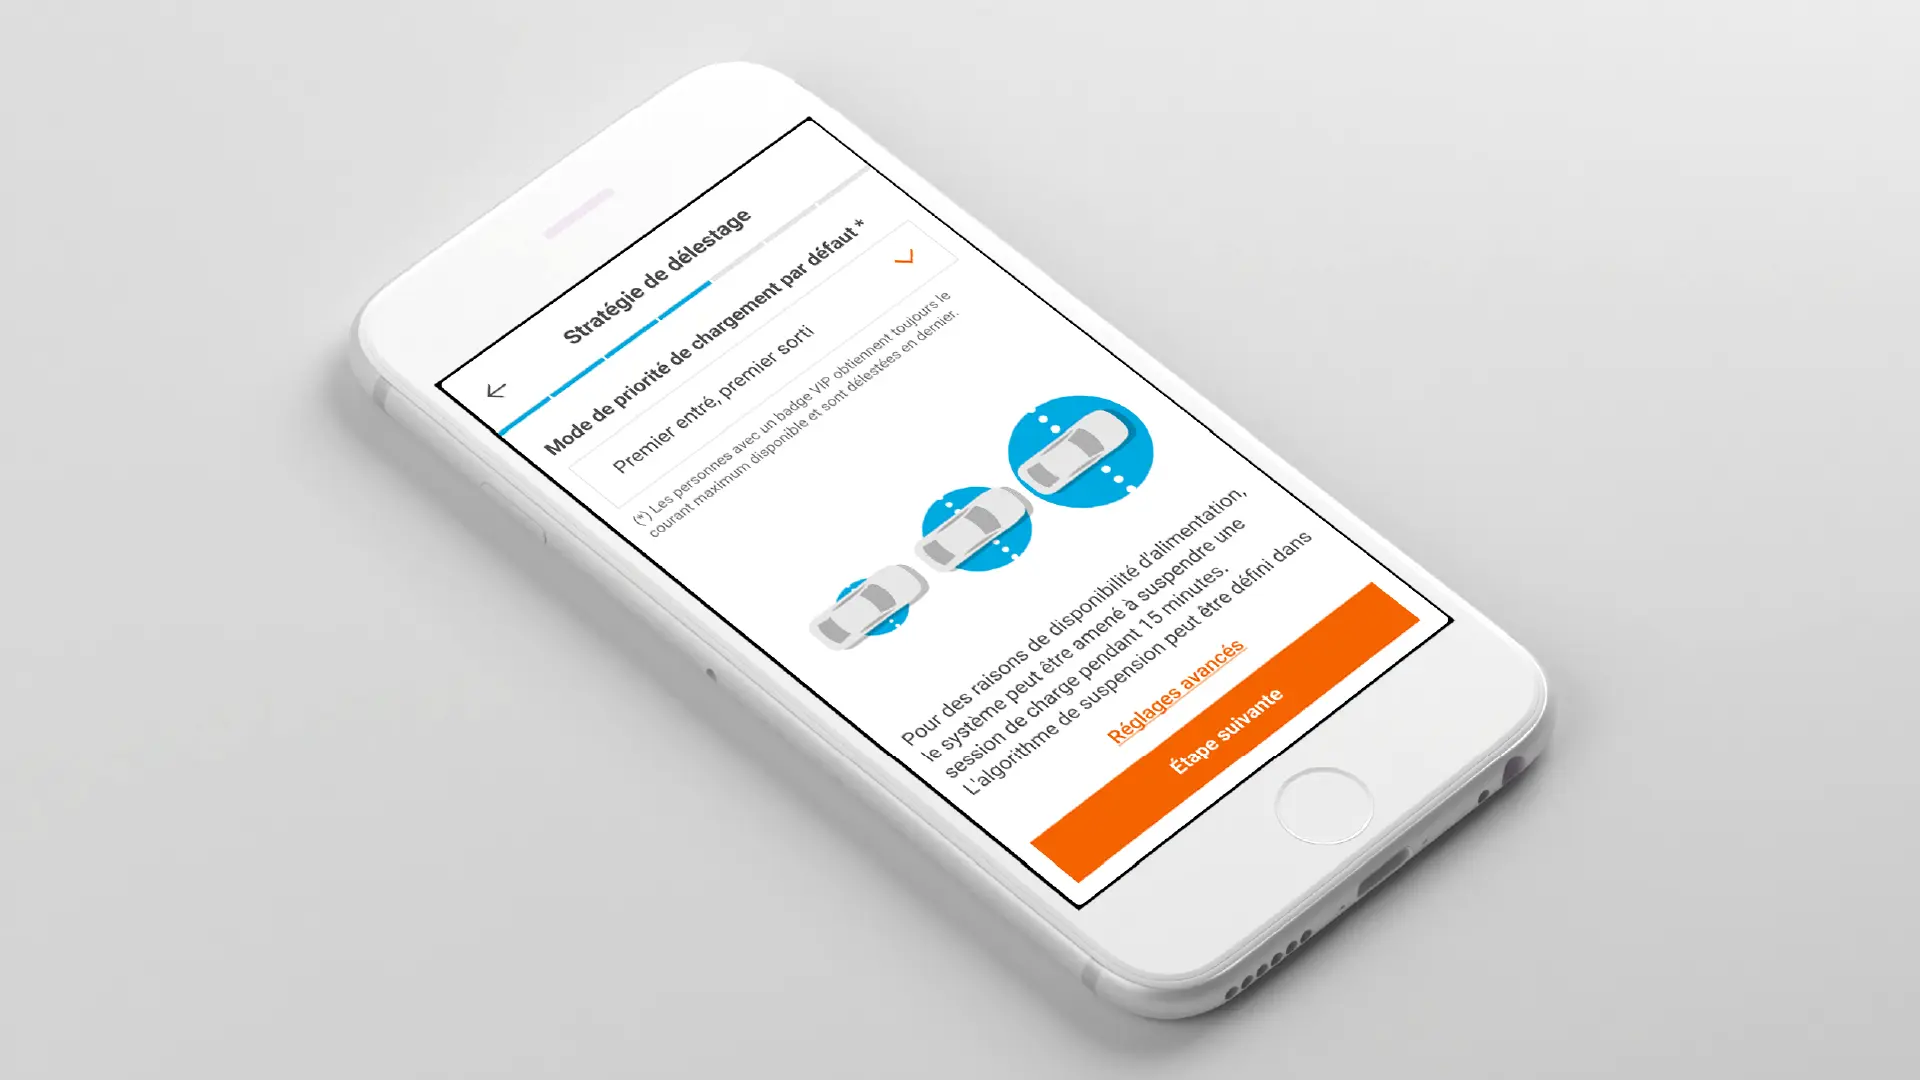 Stratégie de délestage
Mode de priorité de chargement par défaut *
Premier entré, premier sorti
(*) Les personnes avec un badge VIP obtiennent toujours le
courant maximum disponible et sont délestées en dernier.
Pour des raisons de disponibilité d'alimentation,
le système peut être amené à suspendre une
session de charge pendant 15 minutes.
L'algorithme de suspension peut être défini dans
Réglages avancés
Étape suivante